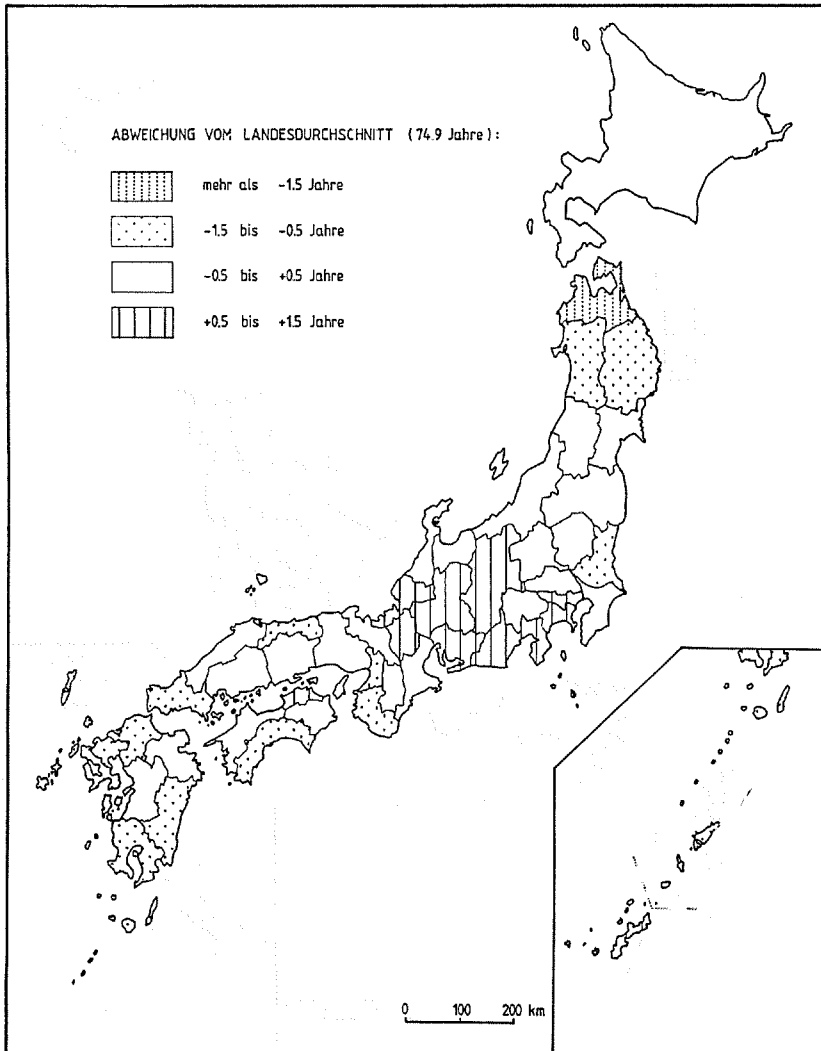 ABWEICHUNG VOM LANDESDURCHSCHNITT (74.9 Jahre):
mehr als -1.5 Jahre
-1.5 bis -0.5 Jahre
-0.5 bis +0.5 Jahre
+0.5 bis +1.5 Jahre
0 100 200 km